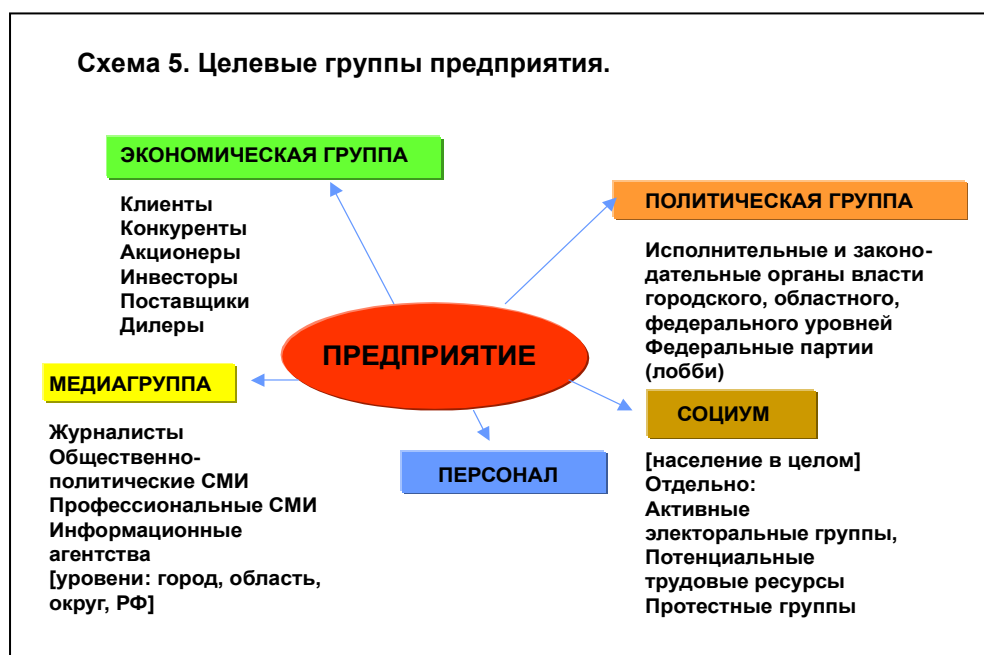 Схема 5. Целевые группы предприятия.
ЭКОНОМИЧЕСКАЯ ГРУППА
Клиенты
Конкуренты
Акционеры
Инвесторы
Поставщики
Дилеры
ПОЛИТИЧЕСКАЯ ГРУППА
Исполнительные и законо-
дательные органы власти
городского, областного,
федерального уровней
Федеральные партии
(лобби)
ПРЕДПРИЯТИЕ
МЕДИАГРУППА
Журналисты
Общественно-
политические СМИ
Профессиональные СМИ
Информационные
агентства
[уровени: город, область,
округ, РФ]
ПЕРСОНАЛ
СОЦИУМ
[население в целом]
Отдельно:
Активные
электоральные группы,
Потенциальные
трудовые ресурсы
Протестные группы